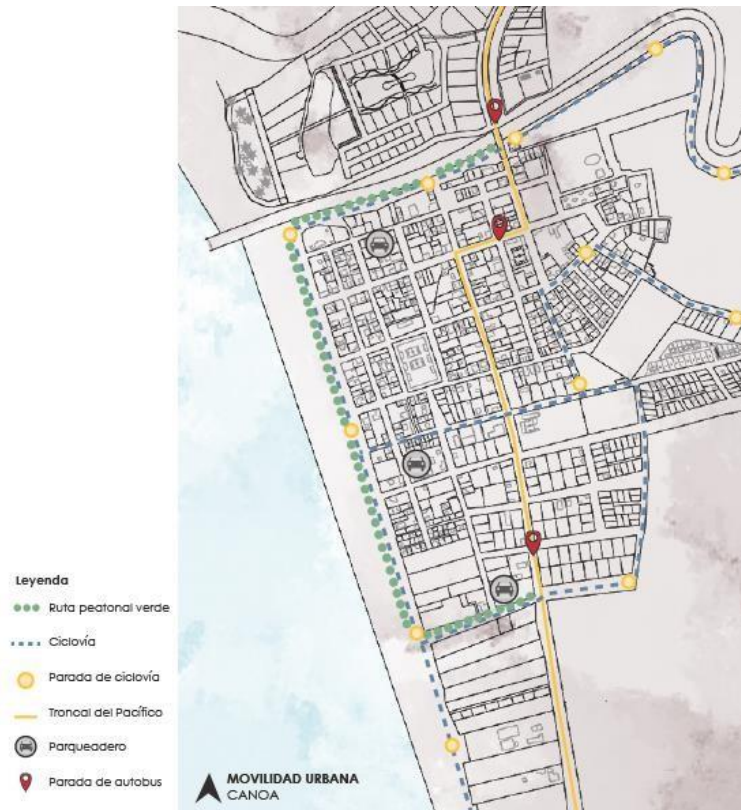 Leyenda
Ruta peatonal verde
Ciclovía
Parada de ciclovía
Troncal del Pacífico
Parqueadero
Parada de autobus
MOVILIDAD URBANA
CANOA